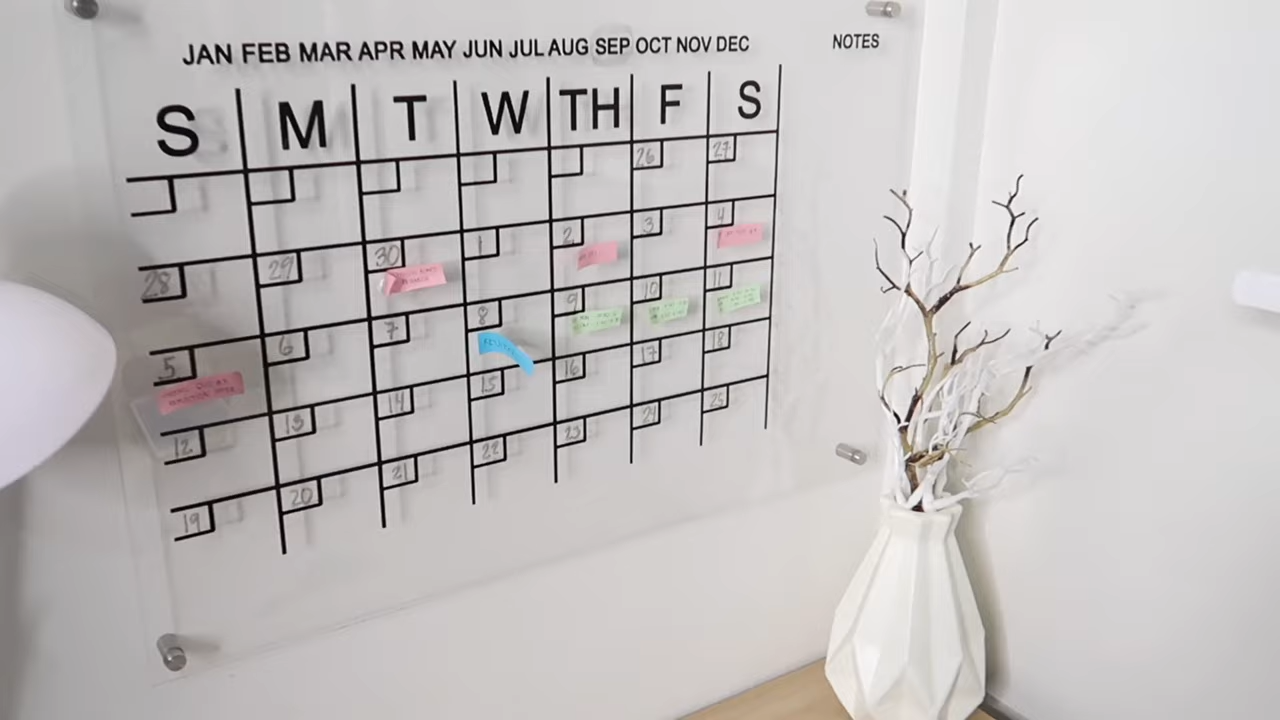 JAN FEB MAR APR MAY JUN JUL AUG SEP OCT NOV DEC
NOTES
S M T W TH F S
26 27
28 29 30 1 2 3 4
5 6 7 8 9 10 11
12 13 14 15 16 17 18
19 20 21 22 23 24 25